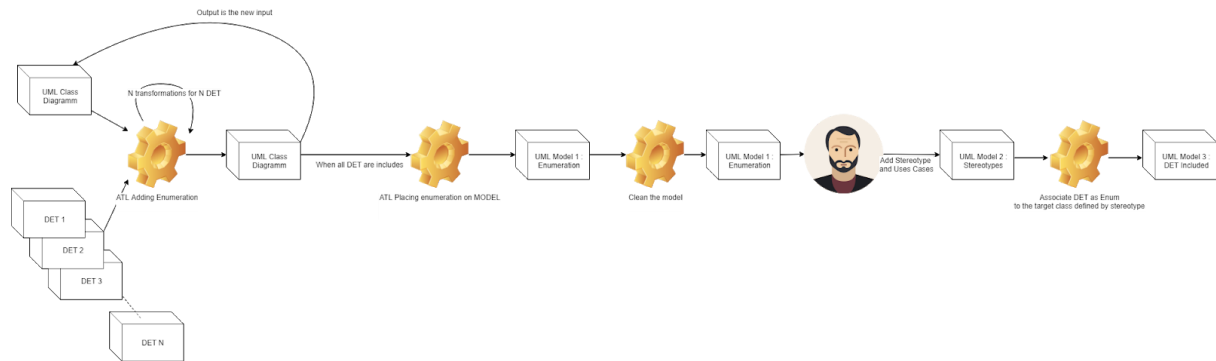 Output is the new input
UML Class
Diagramm
N transformations for N DET
ATL Adding Enumeration
DET 1
DET 2
DET 3
DET N
UML Class
Diagramm
When all DET are includes
ATL Placing enumeration on MODEL
UML Model 1 :
Enumeration
Clean the model
UML Model 1 :
Enumeration
Add Stereotype
and Uses Cases
UML Model 2 :
Stereotypes
Associate DET as Enum
to the target class defined by stereotype
UML Model 3 :
DET Included